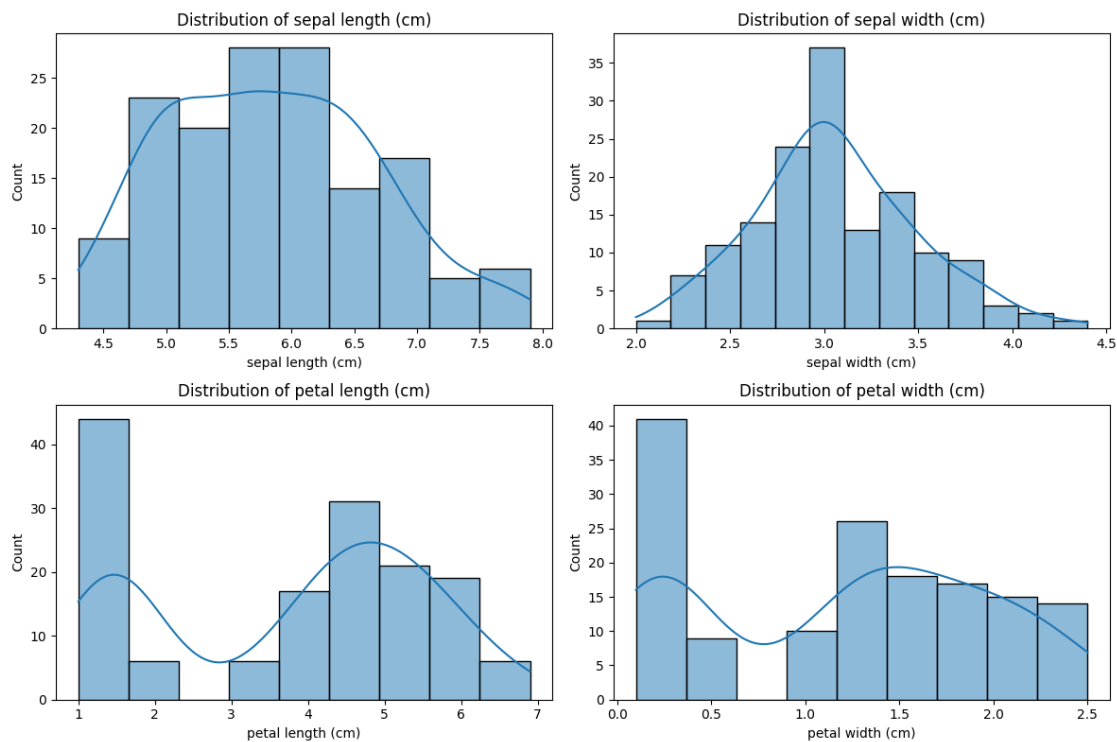 Distribution of sepal length (cm)
Count
25
20
15
10
5
0
4.5 5.0 5.5 6.0 6.5 7.0 7.5 8.0
sepal length (cm)
Distribution of sepal width (cm)
Count
35
30
25
20
15
10
5
0
2.0 2.5 3.0 3.5 4.0 4.5
sepal width (cm)
Distribution of petal length (cm)
Count
40
30
20
10
0
1 2 3 4 5 6 7
petal length (cm)
Distribution of petal width (cm)
Count
40
35
30
25
20
15
10
5
0
0.0 0.5 1.0 1.5 2.0 2.5
petal width (cm)